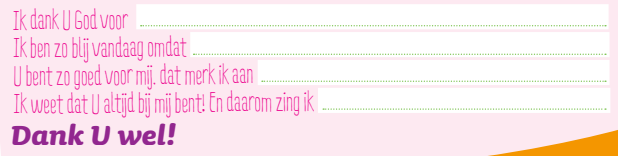 Ik dank U God voor
Ik ben zo blij vandaag omdat
U bent zo goed voor mij, dat merk ik aan
Ik weet dat U altijd bij mij bent! En daarom zing ik
Dank U wel!